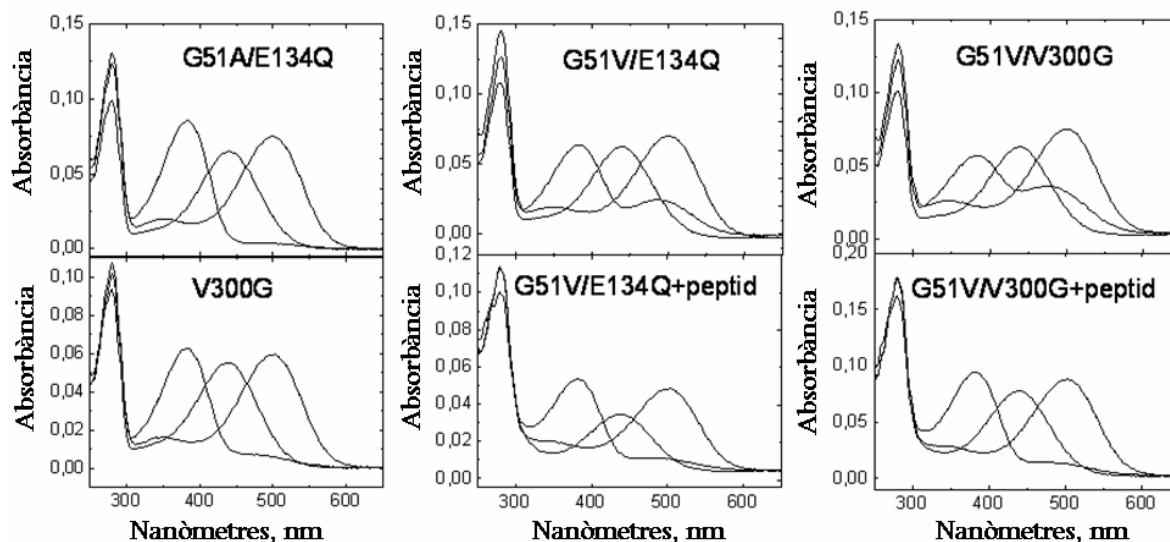 0,15
0,10
0,05
0,00
Absorbància
G51A/E134Q
0,15
0,10
0,05
0,00
Absorbància
G51V/E134Q
0,15
0,10
0,05
0,00
Absorbància
G51V/V300G
0,10
0,08
0,06
0,04
0,02
0,00
Absorbància
V300G
300 400 500 600
Nanòmetres, nm
0,12
0,10
0,08
0,06
0,04
0,02
0,00
Absorbància
G51V/E134Q+peptid
300 400 500 600
Nanòmetres, nm
0,20
0,15
0,10
0,05
0,00
Absorbància
G51V/V300G+peptid
300 400 500 600
Nanòmetres, nm